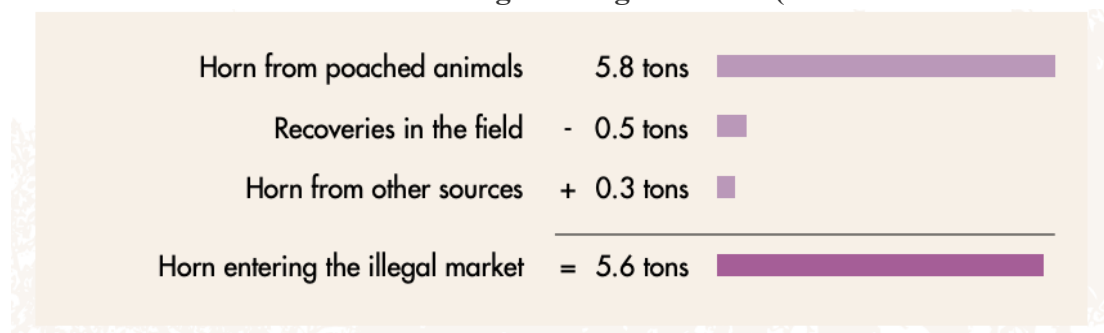 Horn from poached animals 5.8 tons
Recoveries in the field - 0.5 tons
Horn from other sources + 0.3 tons
Horn entering the illegal market = 5.6 tons